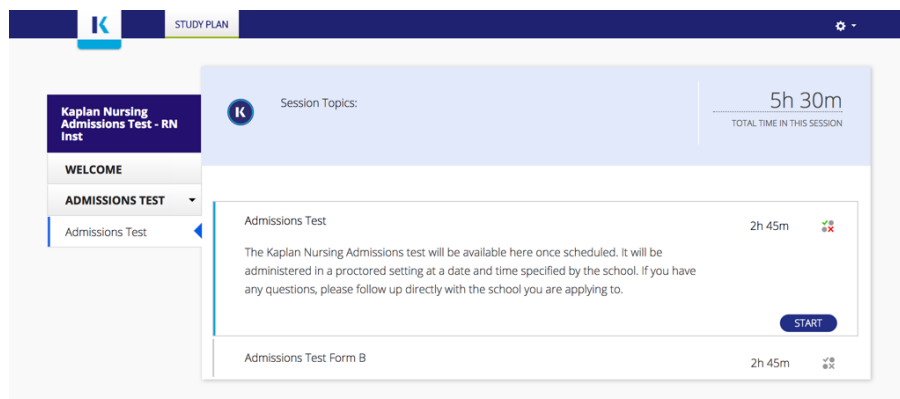 K
STUDY PLAN
Kaplan Nursing
Admissions Test - RN
Inst
WELCOME
ADMISSIONS TEST
Admissions Test
K
Session Topics:
5h 30m
TOTAL TIME IN THIS SESSION
Admissions Test
2h 45m
The Kaplan Nursing Admissions test will be available here once scheduled. It will be
administered in a proctored setting at a date and time specified by the school. If you have
any questions, please follow up directly with the school you are applying to.
START
Admissions Test Form B
2h 45m